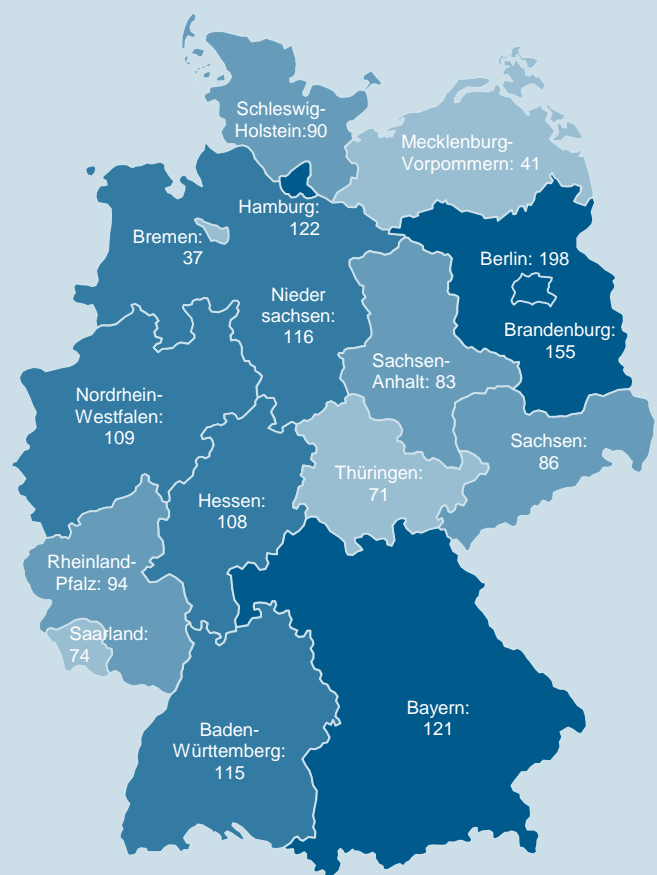 Schleswig-
Holstein:90
Mecklenburg-
Vorpommern: 41
Hamburg:
122
Bremen:
37
Berlin: 198
Nieder
sachsen:
116
Brandenburg:
155
Sachsen-
Anhalt: 83
Nordrhein-
Westfalen:
109
Sachsen:
86
Thüringen:
71
Hessen:
108
Rheinland-
Pfalz: 94
Saarland:
74
Bayern:
121
Baden-
Württemberg:
115